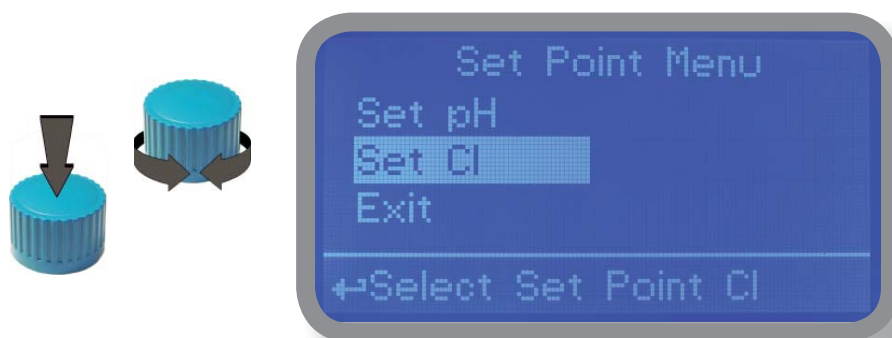 Set Point Menu
Set pH
Set Cl
Exit
↵Select Set Point Cl